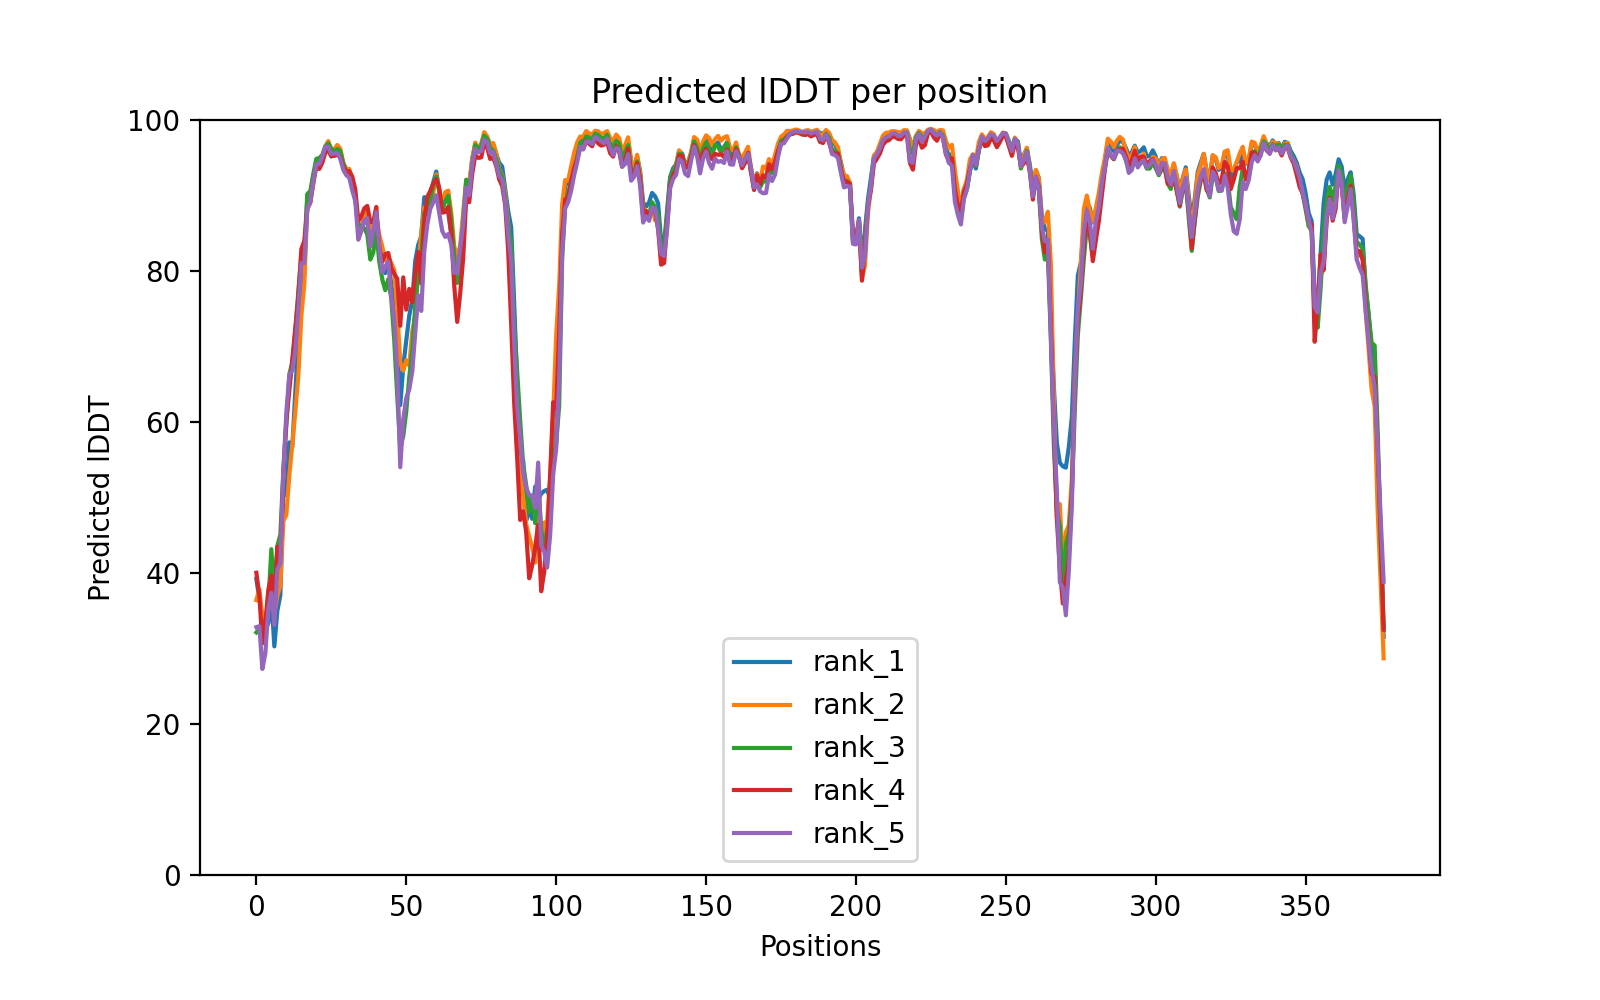 Predicted lDDT per position
100
80
60
40
20
0
Predicted lDDT
rank_1
rank_2
rank_3
rank_4
rank_5
0 50 100 150 200 250 300 350
Positions